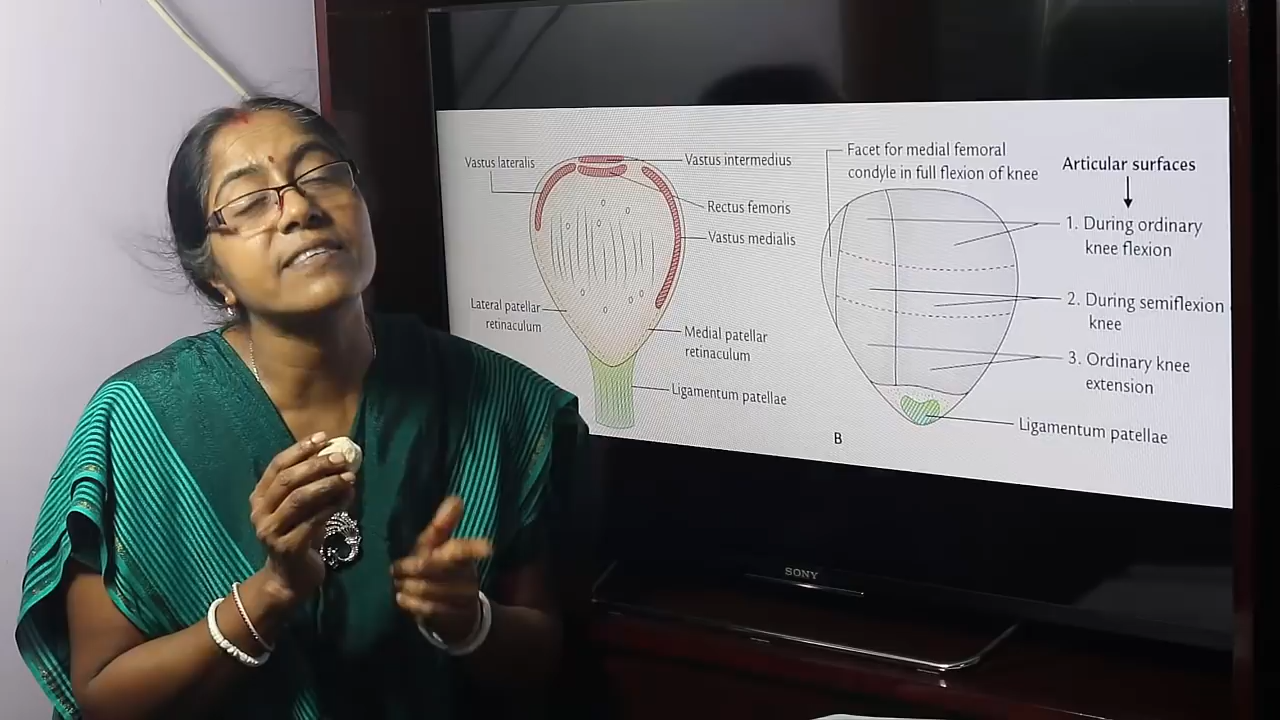 Vastus lateralis
Vastus intermedius
Rectus femoris
Vastus medialis
Lateral patellar
retinaculum
Medial patellar
retinaculum
Ligamentum patellae
Facet for medial femoral
condyle in full flexion of knee
Articular surfaces
1. During ordinary
knee flexion
2. During semiflexion
knee
3. Ordinary knee
extension
Ligamentum patellae
B
SONY